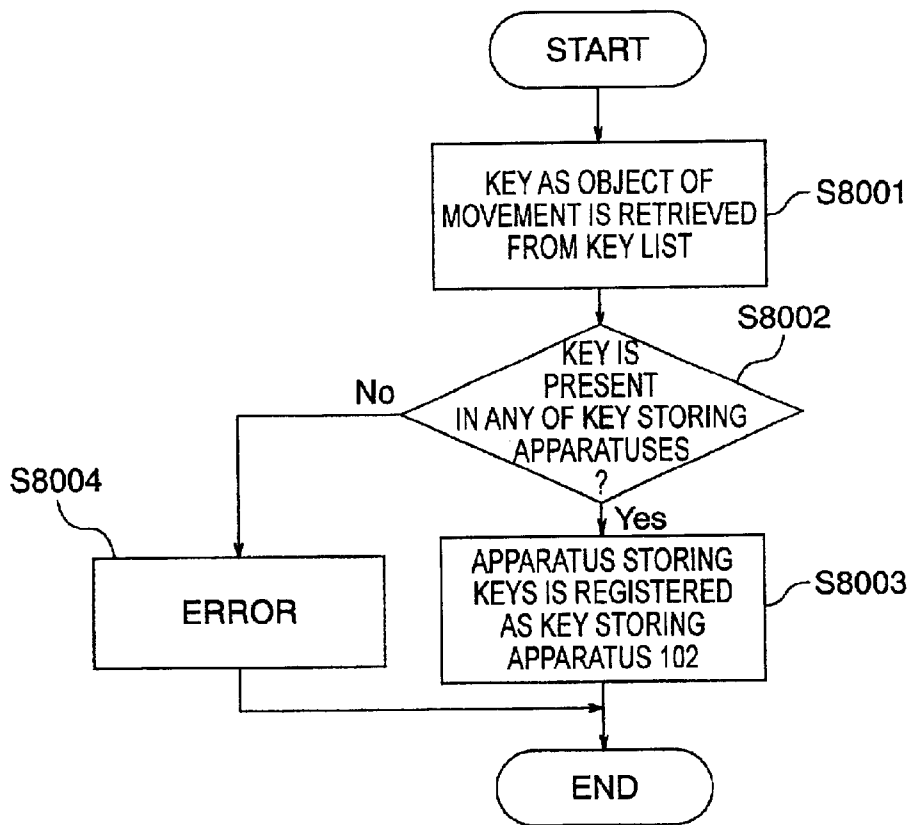 START
KEY AS OBJECT OF
MOVEMENT IS RETRIEVED
FROM KEY LIST
S8001
S8002
KEY IS
PRESENT
IN ANY OF KEY STORING
APPARATUSES
?
No
Yes
S8004
ERROR
APPARATUS STORING
KEYS IS REGISTERED
AS KEY STORING
APPARATUS 102
S8003
END